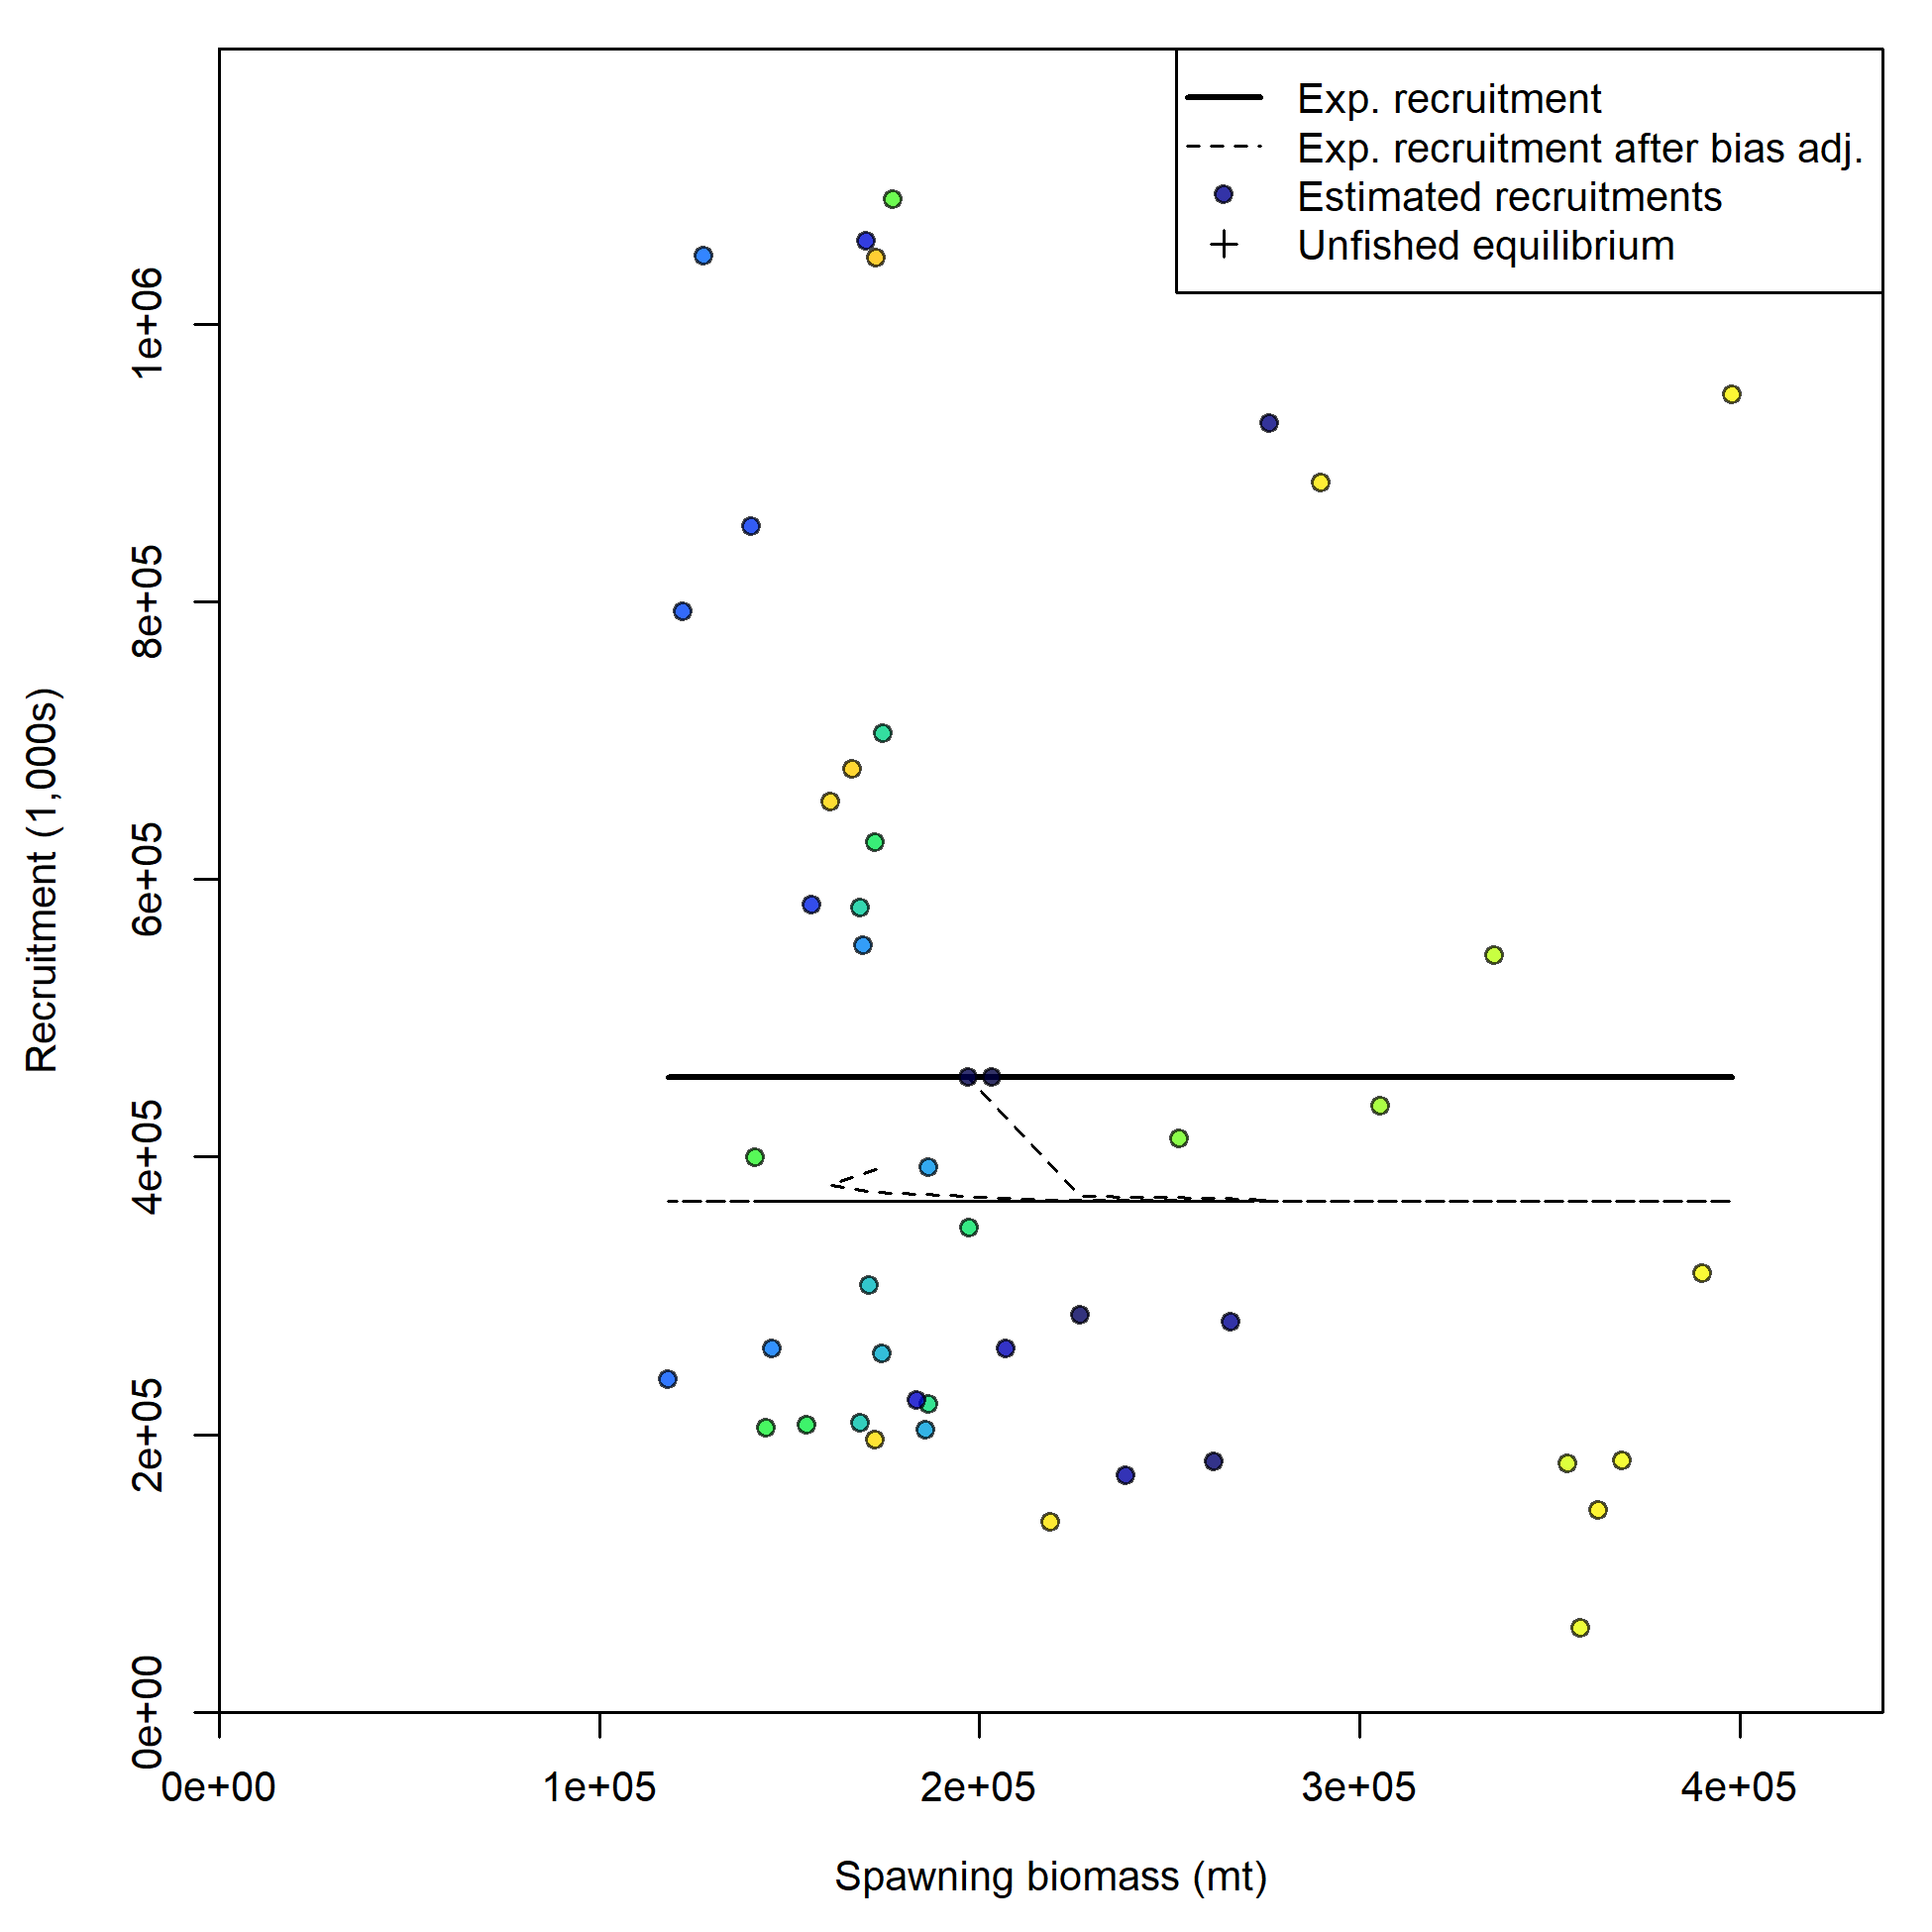 Exp. recruitment
Exp. recruitment after bias adj.
Estimated recruitments
Unfished equilibrium
Recruitment (1,000s)
1e+06
8e+05
6e+05
4e+05
2e+05
0e+00
0e+00 1e+05 2e+05 3e+05 4e+05
Spawning biomass (mt)